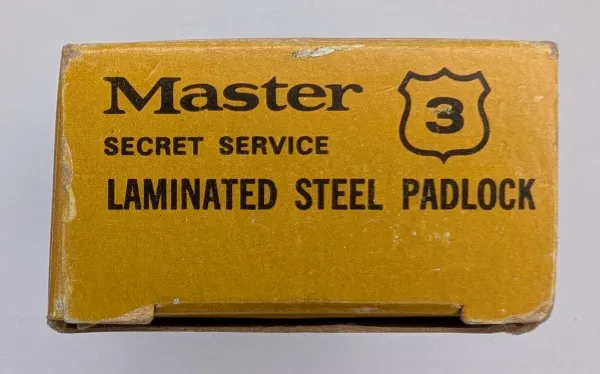 Master
3
SECRET SERVICE
LAMINATED STEEL PADLOCK